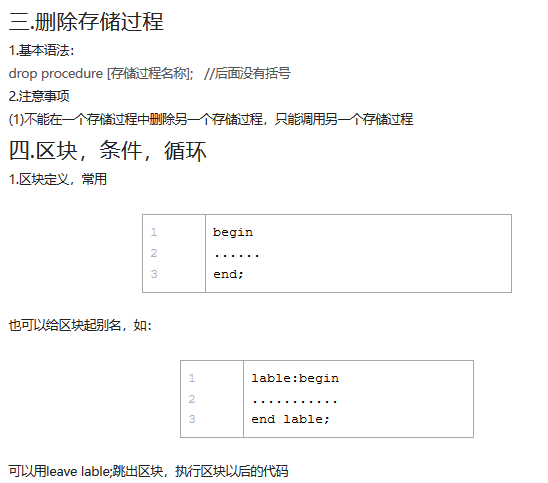 三.删除存储过程
1.基本语法：
drop procedure [存储过程名称]; //后面没有括号
2.注意事项
(1)不能在一个存储过程中删除另一个存储过程，只能调用另一个存储过程
四.区块，条件，循环
1.区块定义，常用
1 begin
2 ......
3 end;
也可以给区块起别名，如：
1 lable:begin
2 ...........
3 end lable;
可以用leave lable;跳出区块，执行区块以后的代码